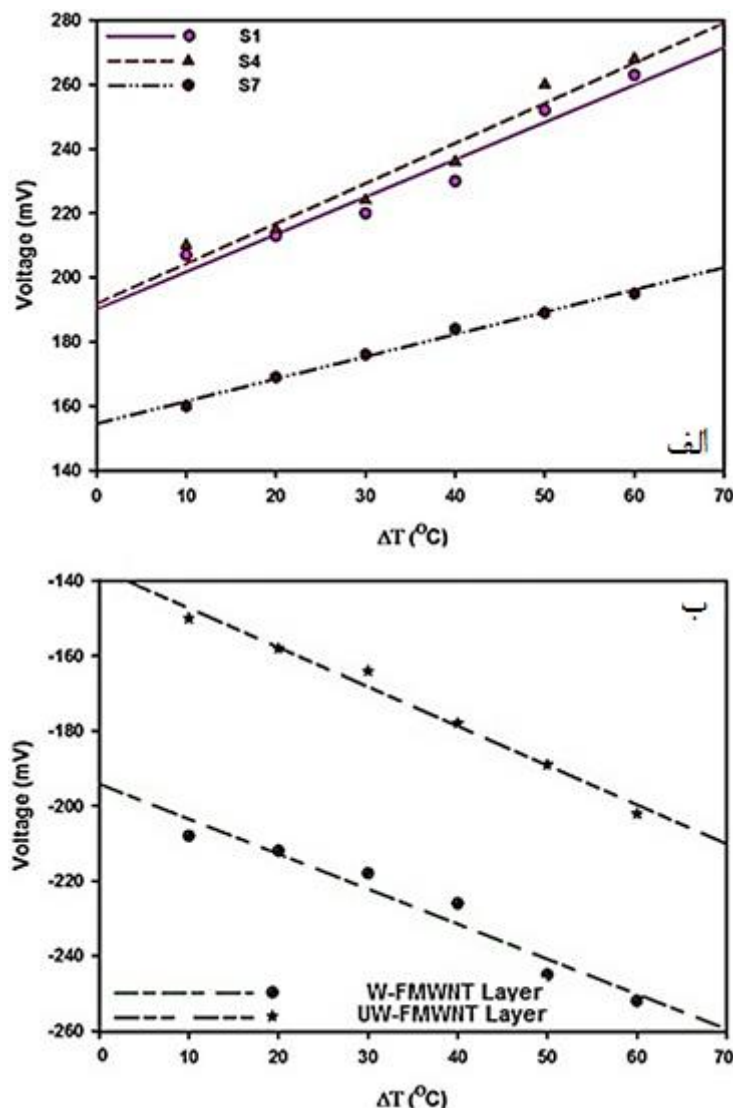 280
260
240
220
200
180
160
140
Voltage (mV)
S1
S4
S7
الف
0 10 20 30 40 50 60 70
ΔT (°C)
-140
-160
-180
-200
-220
-240
-260
Voltage (mV)
ب
W-FMWNT Layer
UW-FMWNT Layer
0 10 20 30 40 50 60 70
ΔT (°C)